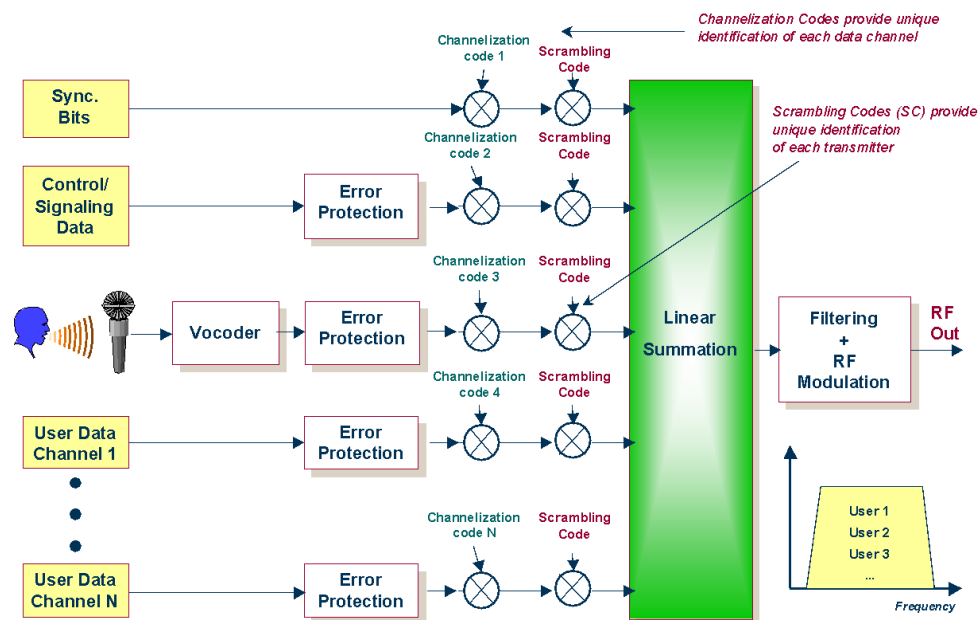 Channelization Codes provide unique
identification of each data channel
Channelization
code 1
Scrambling
Code
Sync.
Bits
Scrambling Codes (SC) provide
unique identification
of each transmitter
Channelization
code 2
Scrambling
Code
Control/
Signaling
Data
Error
Protection
Channelization
code 3
Scrambling
Code
Vocoder
Error
Protection
Linear
Summation
Filtering
+
RF
Modulation
RF
Out
Channelization
code 4
Scrambling
Code
User Data
Channel 1
Error
Protection
Channelization
code N
Scrambling
Code
User Data
Channel N
Error
Protection
User 1
User 2
User 3
...
Frequency